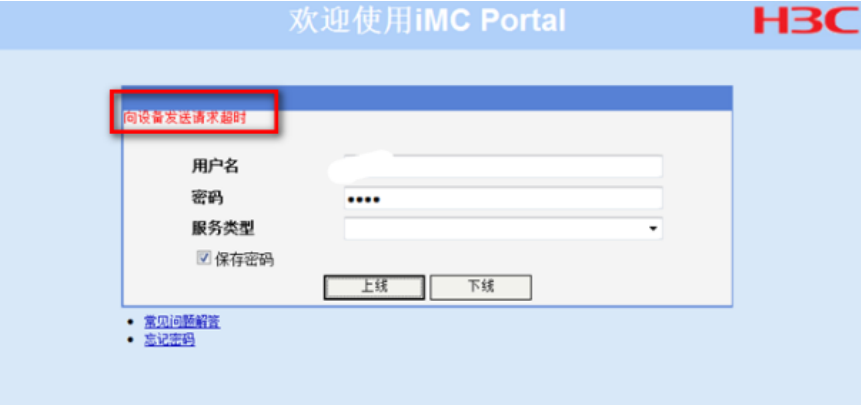 欢迎使用iMC Portal
H3C
向设备发送请求超时
用户名
密码
服务类型
保存密码
上线 下线
常见问题解答
忘记密码